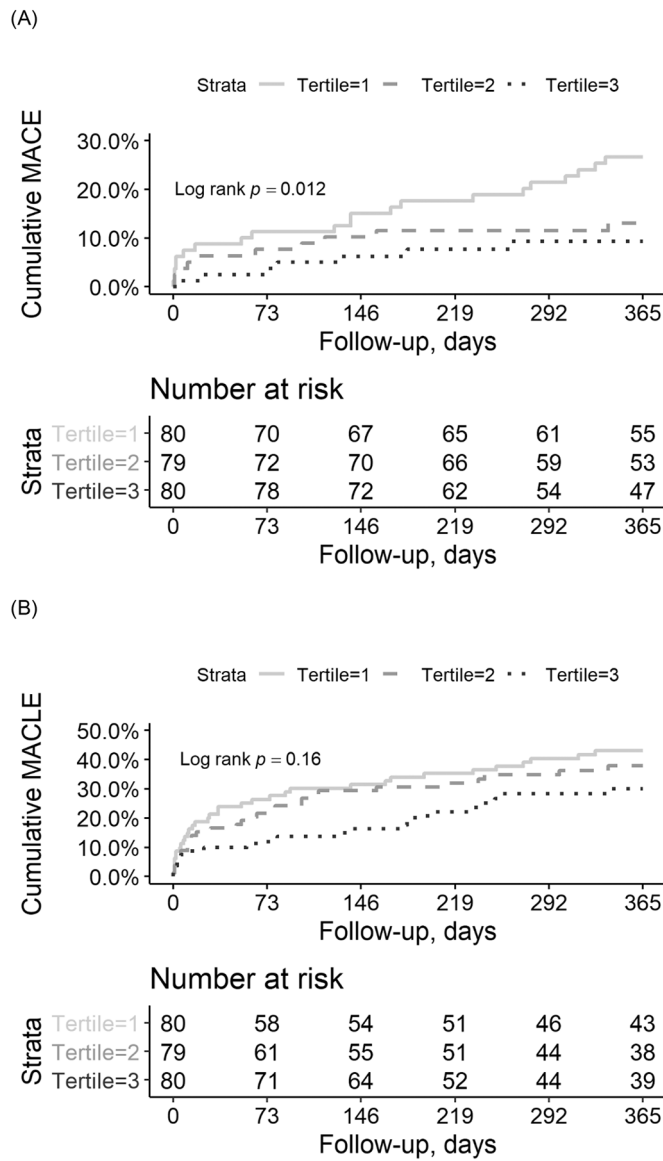 (A)
Strata Tertile=1 Tertile=2 Tertile=3
Cumulative MACE
30.0%
20.0%
10.0%
0.0%
Log rank p = 0.012
0 73 146 219 292 365
Follow-up, days
Number at risk
Strata
Tertile=1 80 70 67 65 61 55
Tertile=2 79 72 70 66 59 53
Tertile=3 80 78 72 62 54 47
0 73 146 219 292 365
Follow-up, days
(B)
Strata Tertile=1 Tertile=2 Tertile=3
Cumulative MACLE
50.0%
40.0%
30.0%
20.0%
10.0%
0.0%
Log rank p = 0.16
0 73 146 219 292 365
Follow-up, days
Number at risk
Strata
Tertile=1 80 58 54 51 46 43
Tertile=2 79 61 55 51 44 38
Tertile=3 80 71 64 52 44 39
0 73 146 219 292 365
Follow-up, days